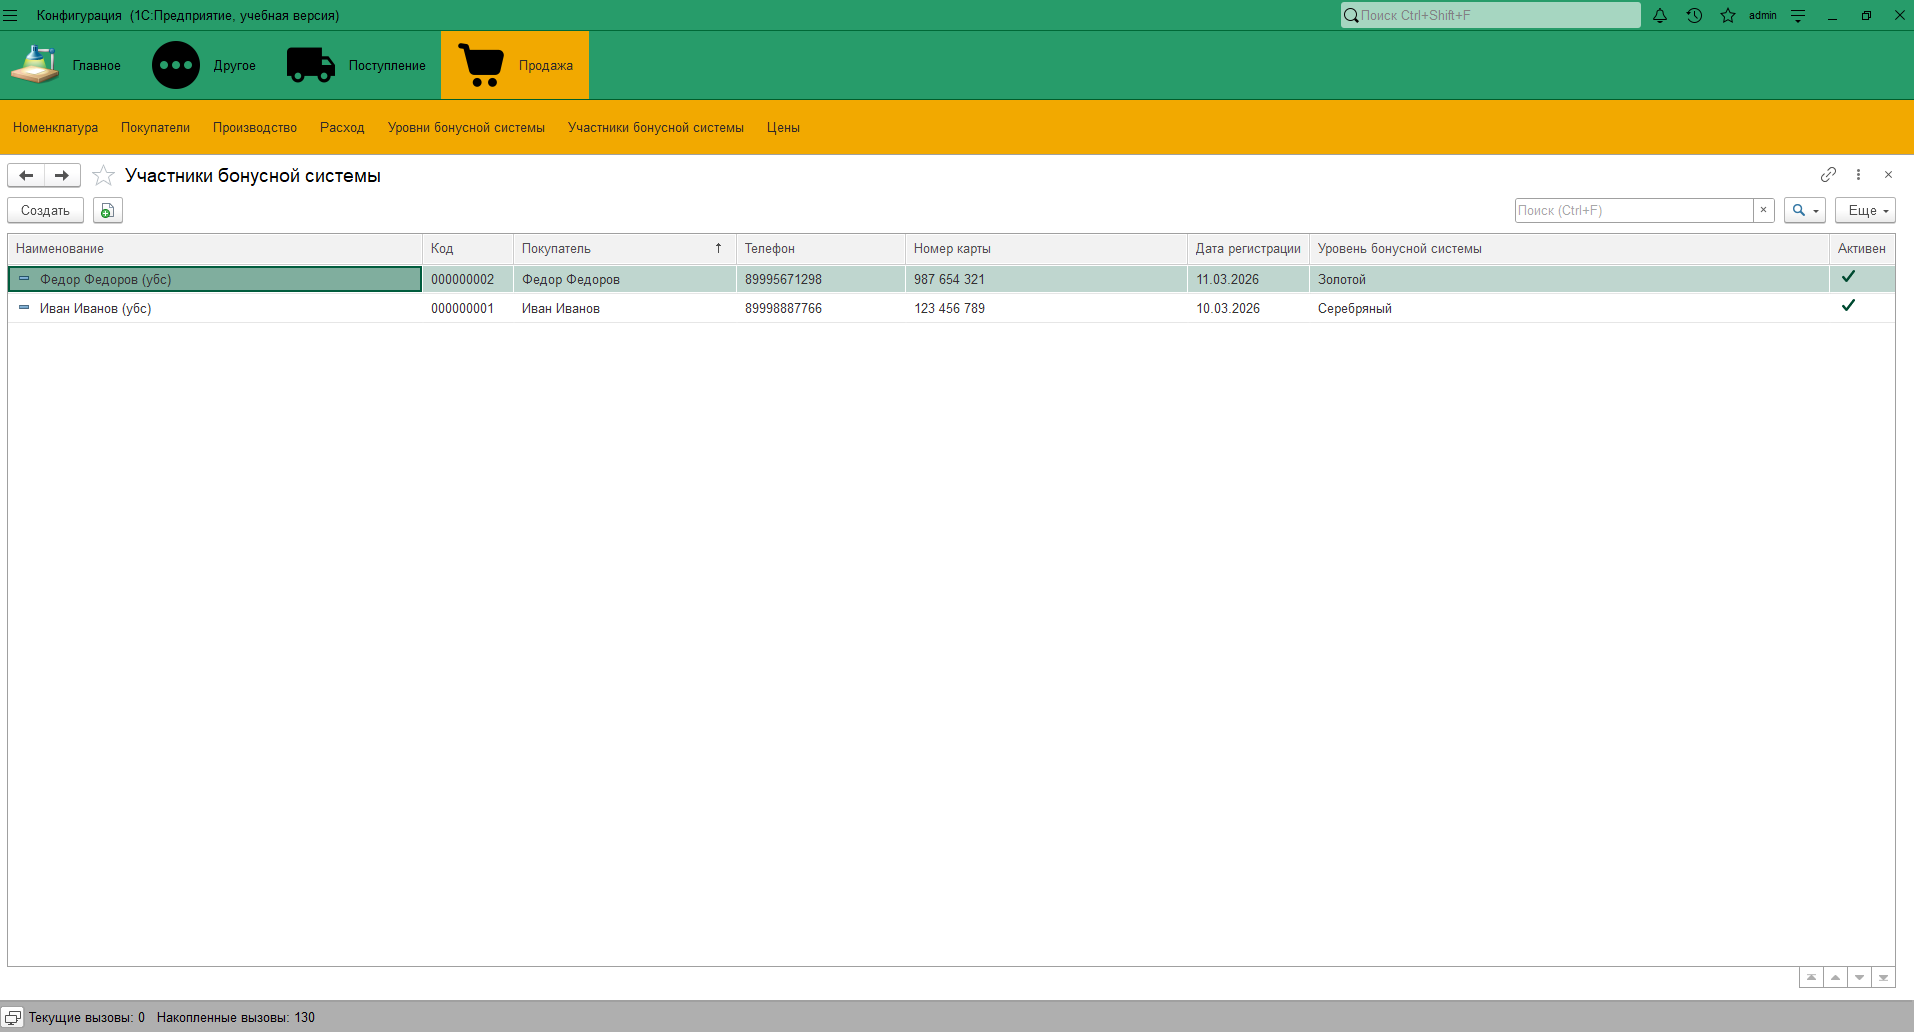 Конфигурация (1С:Предприятие, учебная версия) Поиск Ctrl+Shift+F admin
Главное Другое Поступление Продажа
Номенклатура Покупатели Производство Расход Уровни бонусной системы Участники бонусной системы Цены
Участники бонусной системы
Создать Поиск (Ctrl+F) × Еще
Наименование Код Покупатель ↑ Телефон Номер карты Дата регистрации Уровень бонусной системы Активен
Федор Федоров (убс) 000000002 Федор Федоров 89995671298 987 654 321 11.03.2026 Золотой
Иван Иванов (убс) 000000001 Иван Иванов 89998887766 123 456 789 10.03.2026 Серебряный
Текущие вызовы: 0 Накопленные вызовы: 130